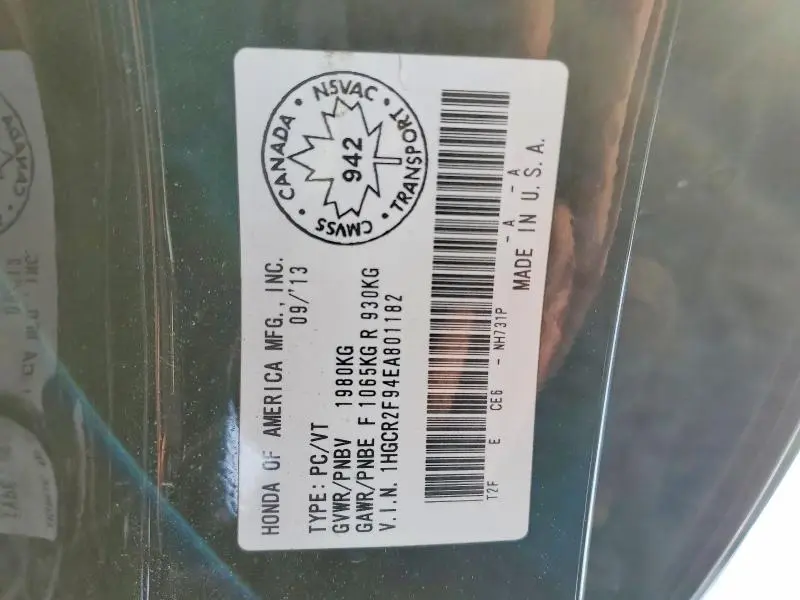 HONDA OF AMERICA MFG., INC.
09/'13
TYPE: PC/VT
GVWR/PNBV 1980KG
GAWR/PNBE F 1065KG R 930KG
V.I.N. 1HGCR2F94EA801182
CANADA • NSVAC • TRANSPORT • CMVSS •
942
T2F E CE6 - NH731P - A - A
MADE IN U.S.A.